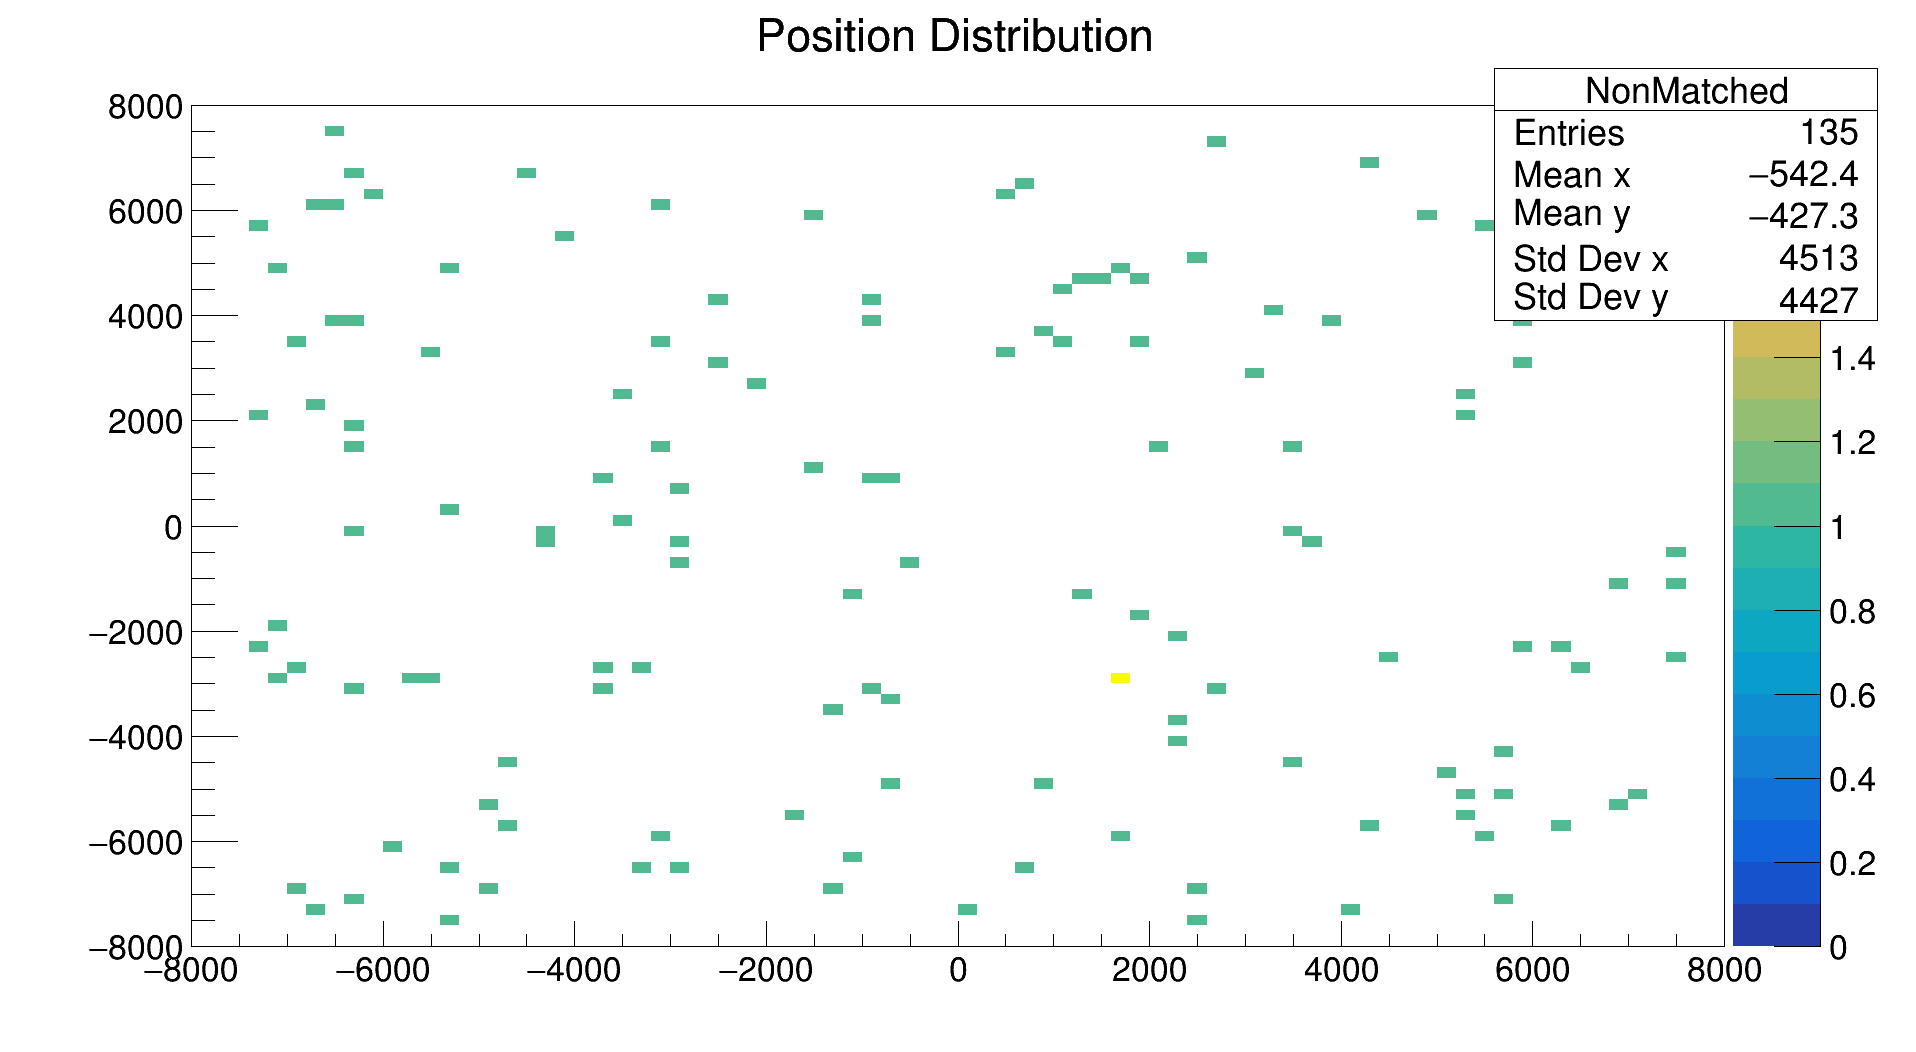 Position Distribution
NonMatched
Entries 135
Mean x −542.4
Mean y −427.3
Std Dev x 4513
Std Dev y 4427
8000
6000
4000
2000
0
−2000
−4000
−6000
−8000
−8000 −6000 −4000 −2000 0 2000 4000 6000 8000
1.4
1.2
1
0.8
0.6
0.4
0.2
0